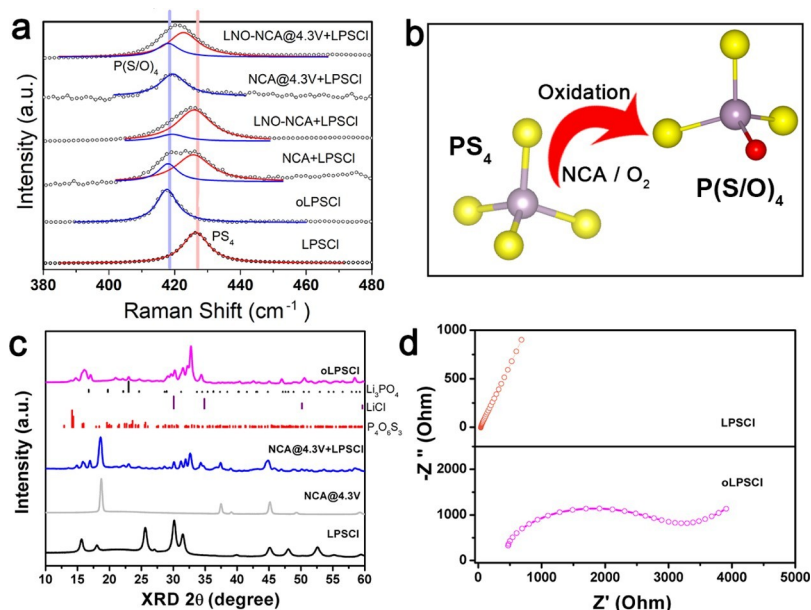 a
LNO-NCA@4.3V+LPSCl
P(S/O)4
NCA@4.3V+LPSCl
LNO-NCA+LPSCl
NCA+LPSCl
oLPSCl
PS4
LPSCl
Intensity (a.u.)
380 400 420 440 460 480
Raman Shift (cm-1)
b
Oxidation
PS4
NCA / O2
P(S/O)4
c
oLPSCl
Li3PO4
LiCl
P4O6S3
NCA@4.3V+LPSCl
NCA@4.3V
LPSCl
Intensity (a.u.)
10 15 20 25 30 35 40 45 50 55 60
XRD 2θ (degree)
d
1000
500
0
LPSCl
-Z'' (Ohm)
2000
1000
0
oLPSCl
0 1000 2000 3000 4000 5000
Z' (Ohm)